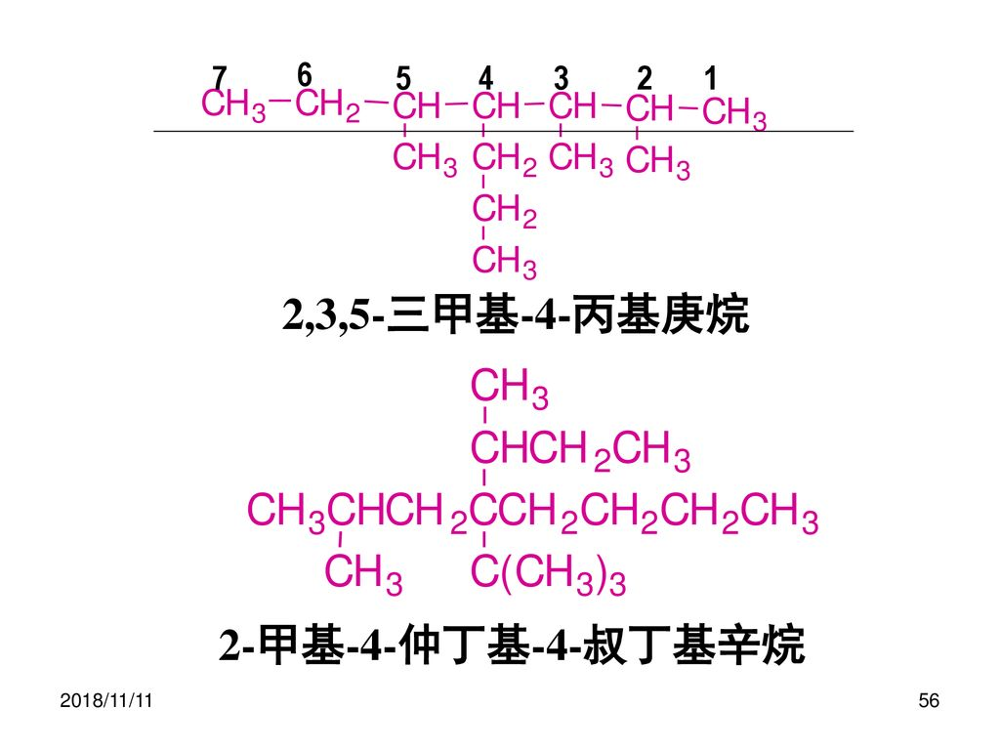 7 6 5 4 3 2 1
CH3 CH2 CH CH CH CH CH3
CH3 CH2 CH3 CH3
CH2
CH3
2,3,5-三甲基-4-丙基庚烷
CH3
CHCH2CH3
CH3CHCH2CCH2CH2CH2CH3
CH3 C(CH3)3
2-甲基-4-仲丁基-4-叔丁基辛烷
2018/11/11 56